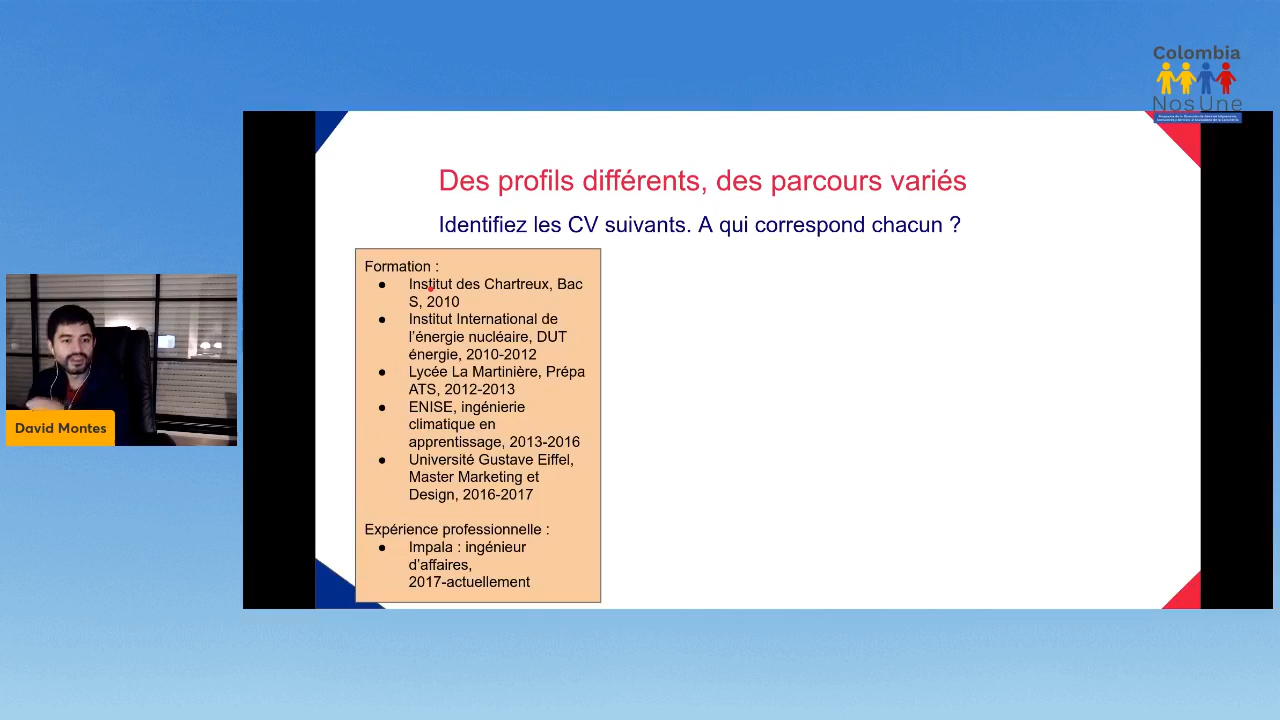 Colombia
NosUne
Des profils différents, des parcours variés
Identifiez les CV suivants. A qui correspond chacun ?
Formation :
● Institut des Chartreux, Bac
S, 2010
● Institut International de
l'énergie nucléaire, DUT
énergie, 2010-2012
● Lycée La Martinière, Prépa
ATS, 2012-2013
● ENISE, ingénierie
climatique en
apprentissage, 2013-2016
● Université Gustave Eiffel,
Master Marketing et
Design, 2016-2017
Expérience professionnelle :
● Impala : ingénieur
d'affaires,
2017-actuellement
David Montes